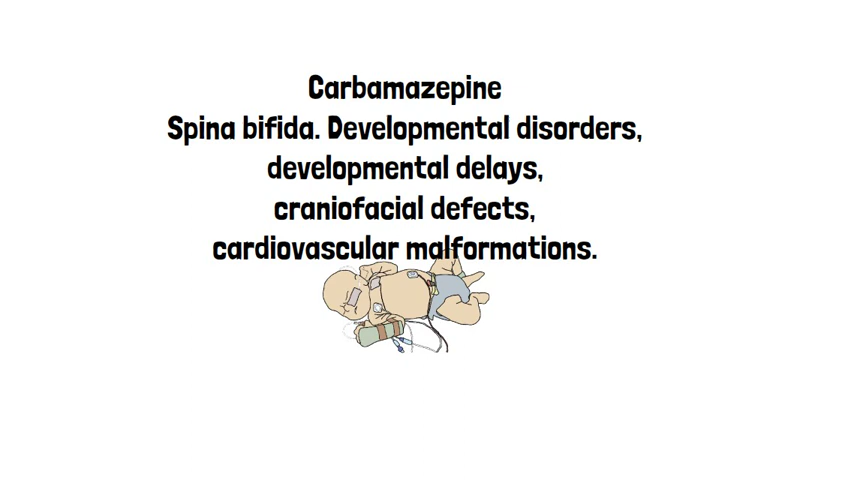 Carbamazepine
Spina bifida. Developmental disorders,
developmental delays,
craniofacial defects,
cardiovascular malformations.